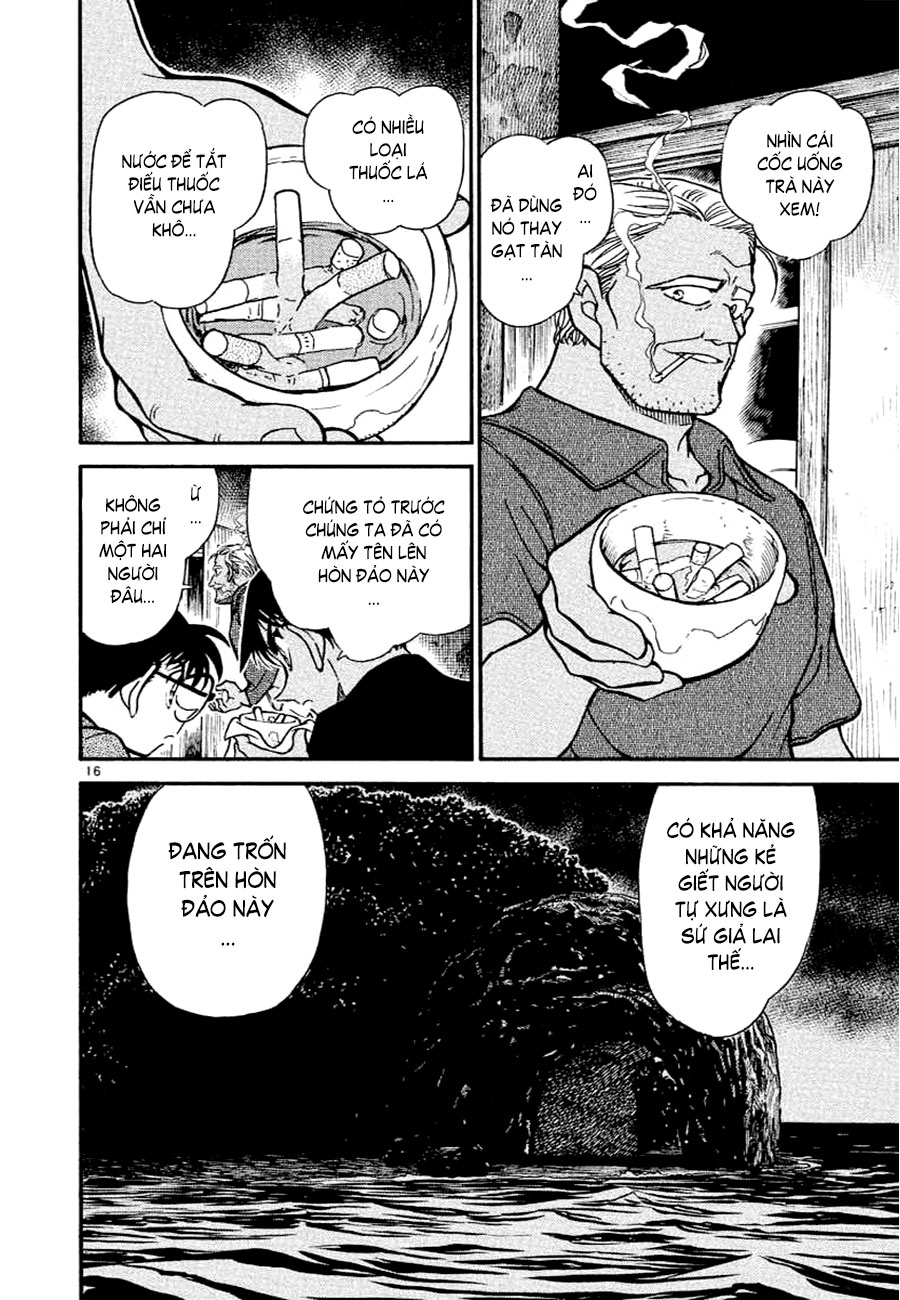 NHÌN CÁI
CỐC UỐNG
TRÀ NÀY
XEM!
AI
ĐÓ
...
ĐÃ DÙNG
NÓ THAY
GẠT TÀN
...
CÓ NHIỀU
LOẠI
THUỐC LÁ
...
NƯỚC ĐỂ TẮT
ĐIẾU THUỐC
VẪN CHƯA
KHÔ...
CHỨNG TỎ TRƯỚC
CHÚNG TA ĐÃ CÓ
MẤY TÊN LÊN
HÒN ĐẢO NÀY
...
Ừ
...
KHÔNG
PHẢI CHỈ
MỘT HAI
NGƯỜI
ĐÂU...
16
CÓ KHẢ NĂNG
NHỮNG KẺ
GIẾT NGƯỜI
TỰ XƯNG LÀ
SỨ GIẢ LAI
THẾ...
ĐANG TRỐN
TRÊN HÒN
ĐẢO NÀY
...